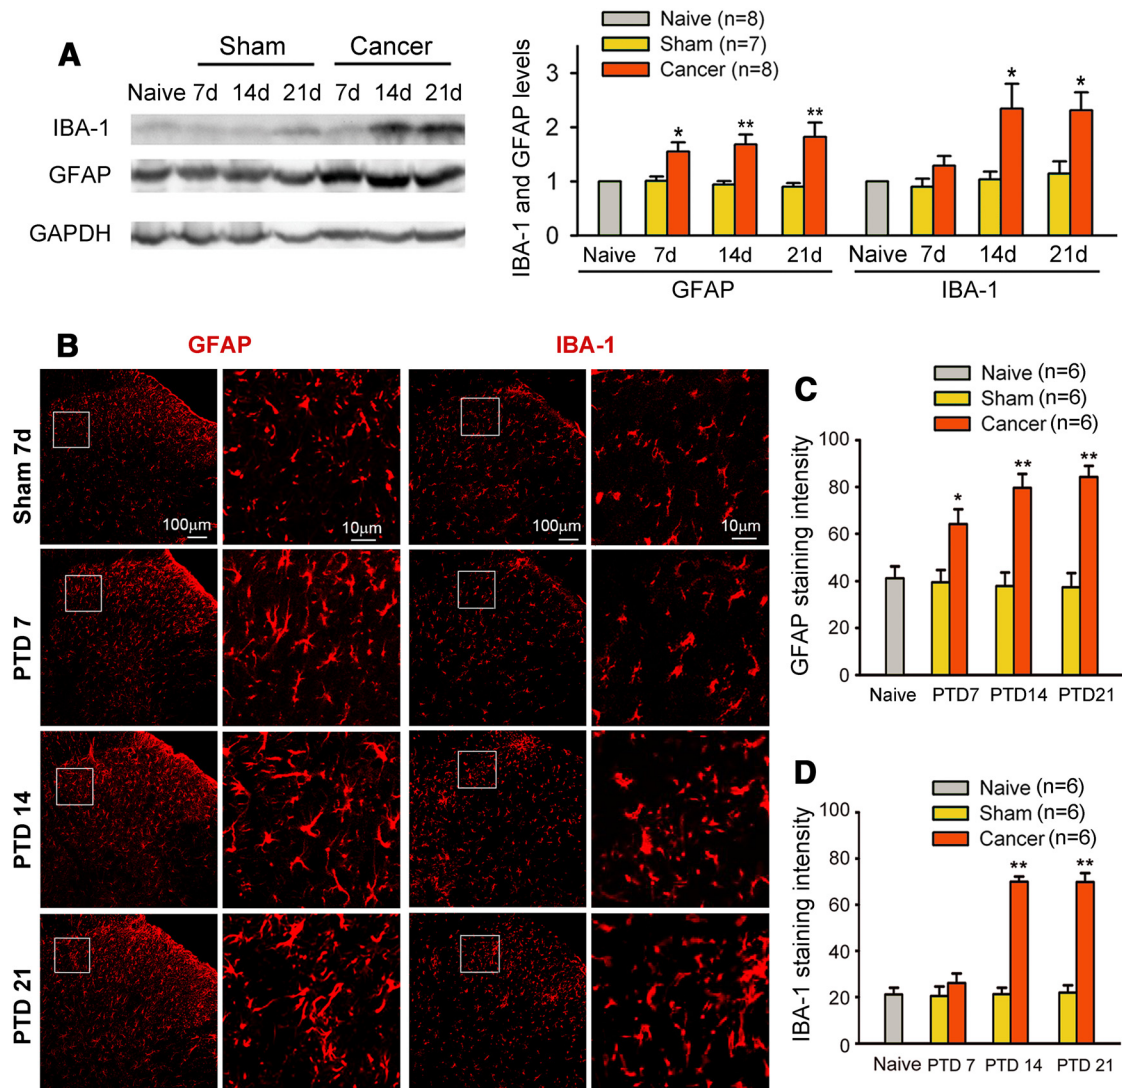 A
Sham Cancer
Naive 7d 14d 21d 7d 14d 21d
IBA-1
GFAP
GAPDH
Naive (n=8)
Sham (n=7)
Cancer (n=8)
IBA-1 and GFAP levels
3
2
1
0
* ** ** * *
Naive 7d 14d 21d Naive 7d 14d 21d
GFAP IBA-1
B
GFAP IBA-1
Sham 7d
100μm 10μm 100μm 10μm
PTD 7
PTD 14
PTD 21
C
Naive (n=6)
Sham (n=6)
Cancer (n=6)
GFAP staining intensity
100
80
60
40
20
0
* ** **
Naive PTD7 PTD14 PTD21
D
Naive (n=6)
Sham (n=6)
Cancer (n=6)
IBA-1 staining intensity
100
80
60
40
20
0
** **
Naive PTD 7 PTD 14 PTD 21